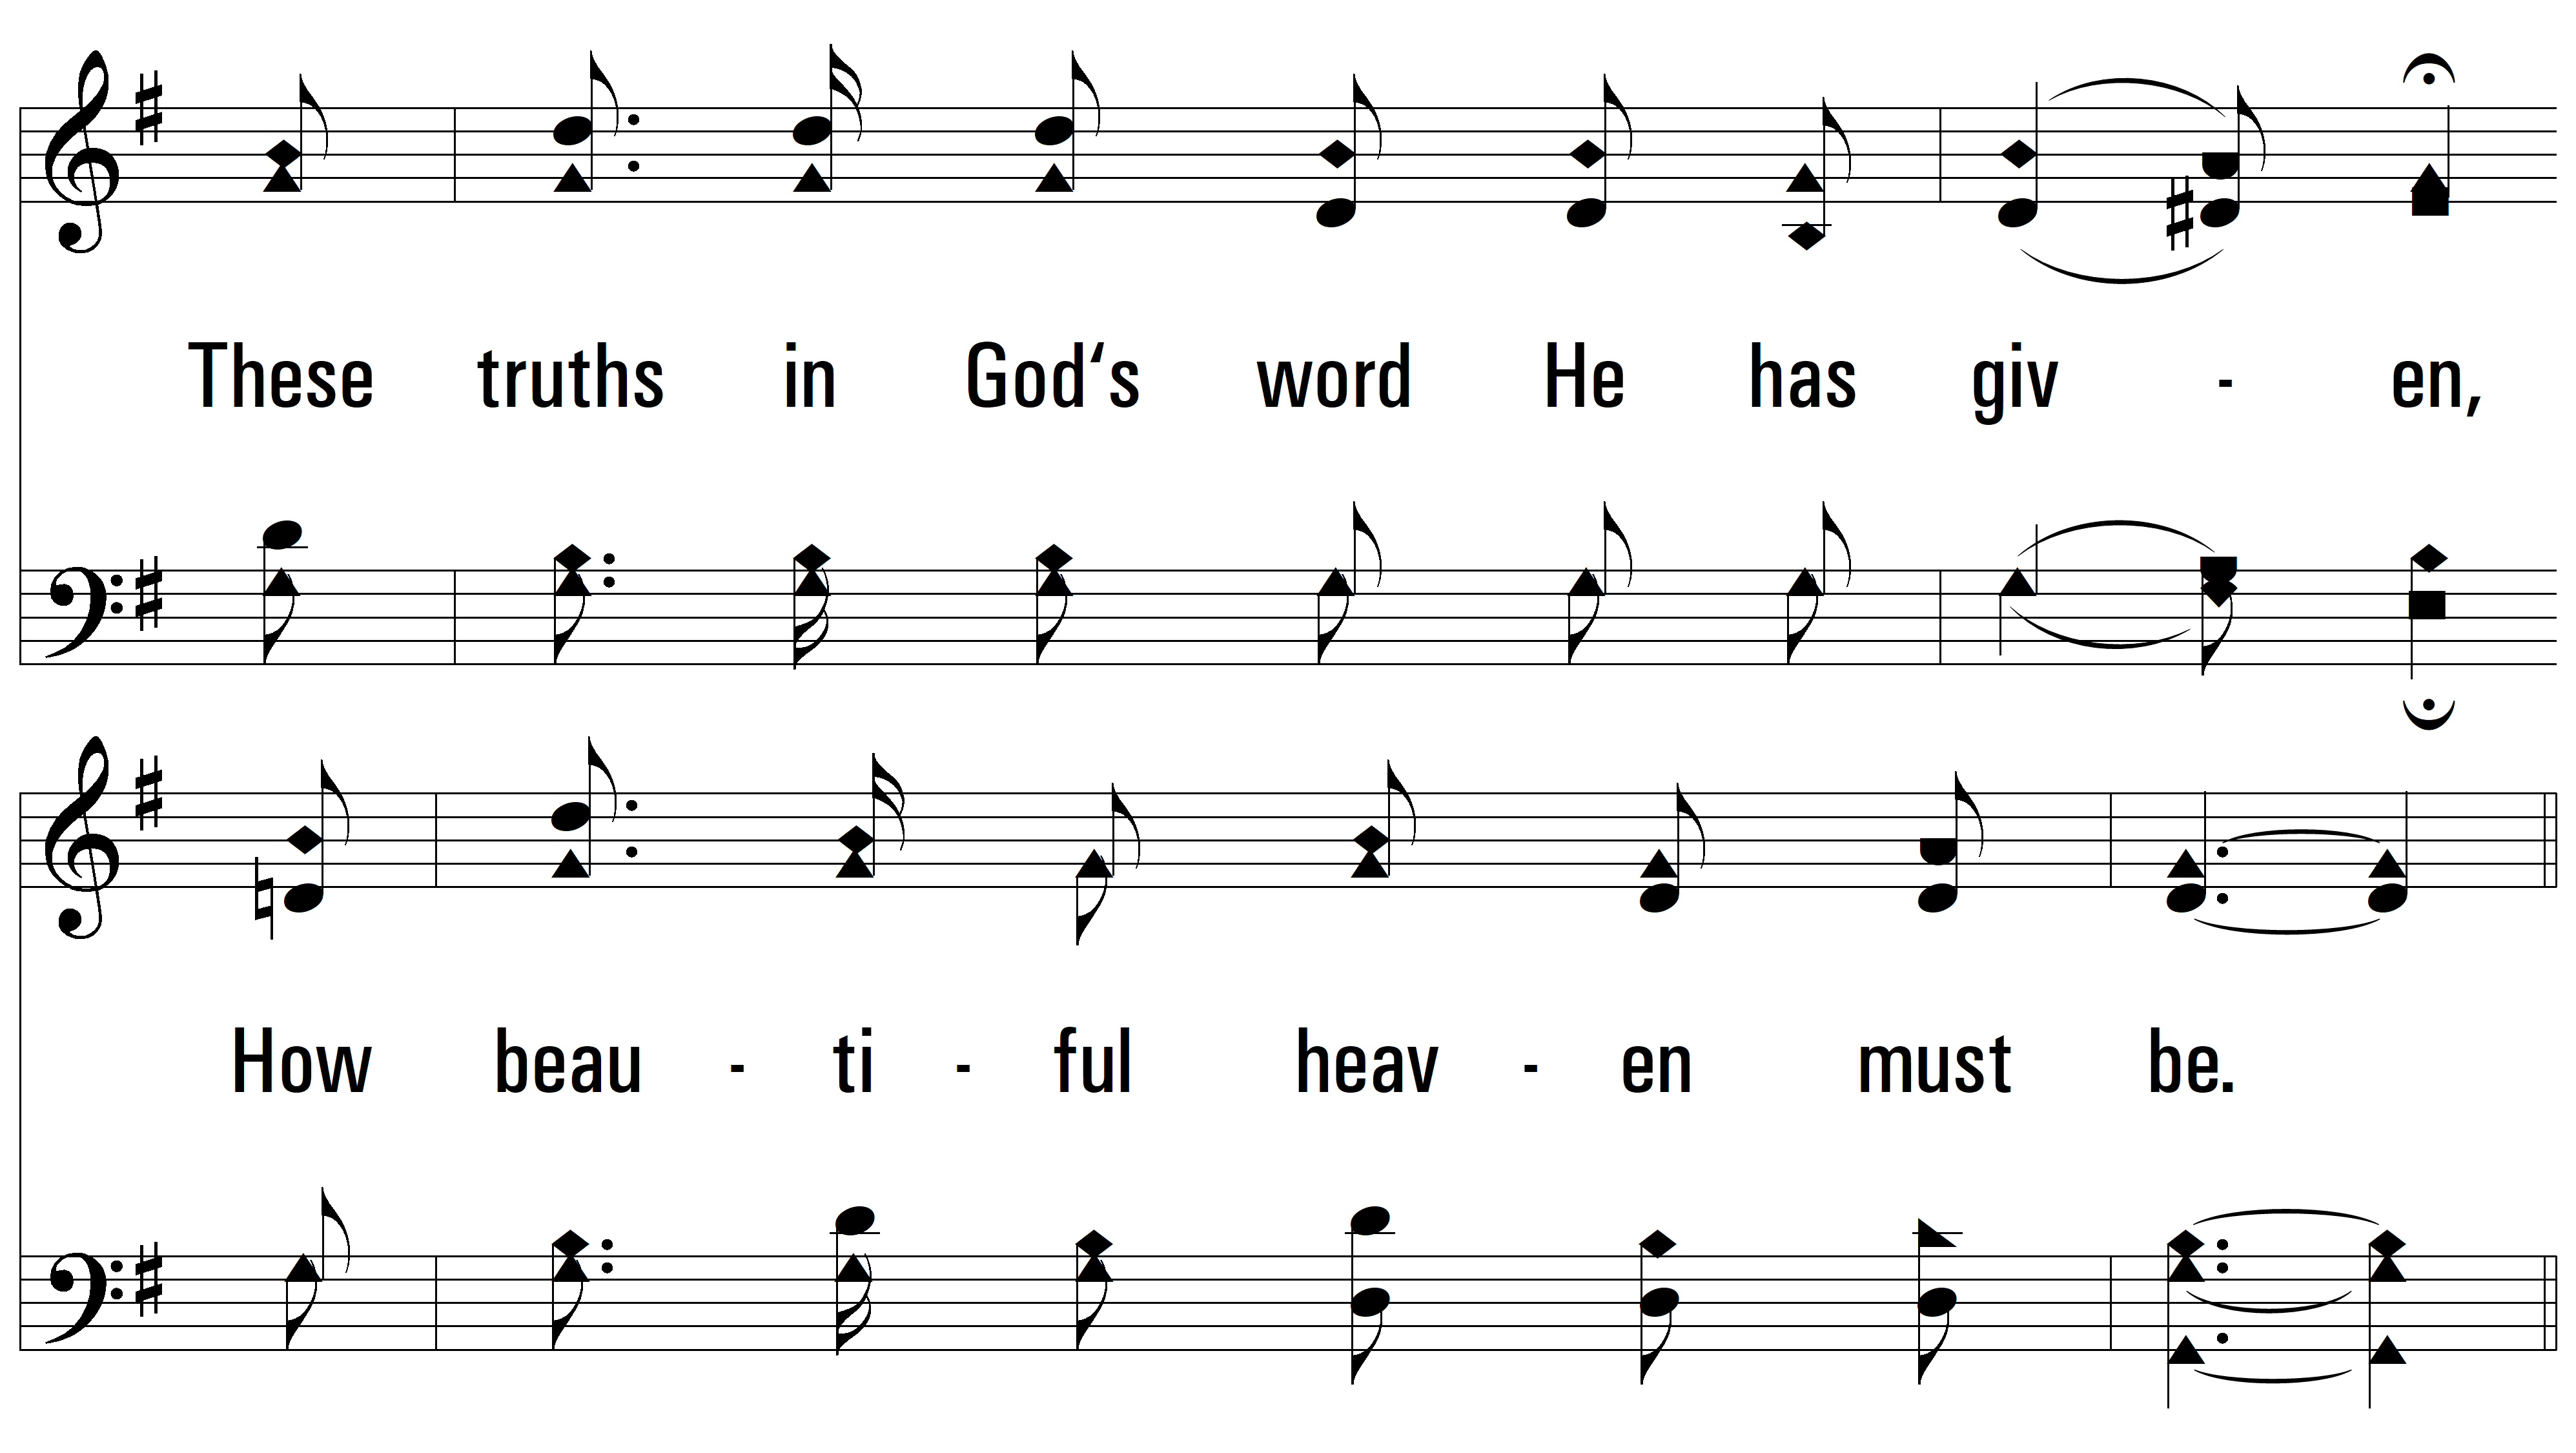 These truths in God‘s word He has giv - en,
How beau - ti - ful heav - en must be.